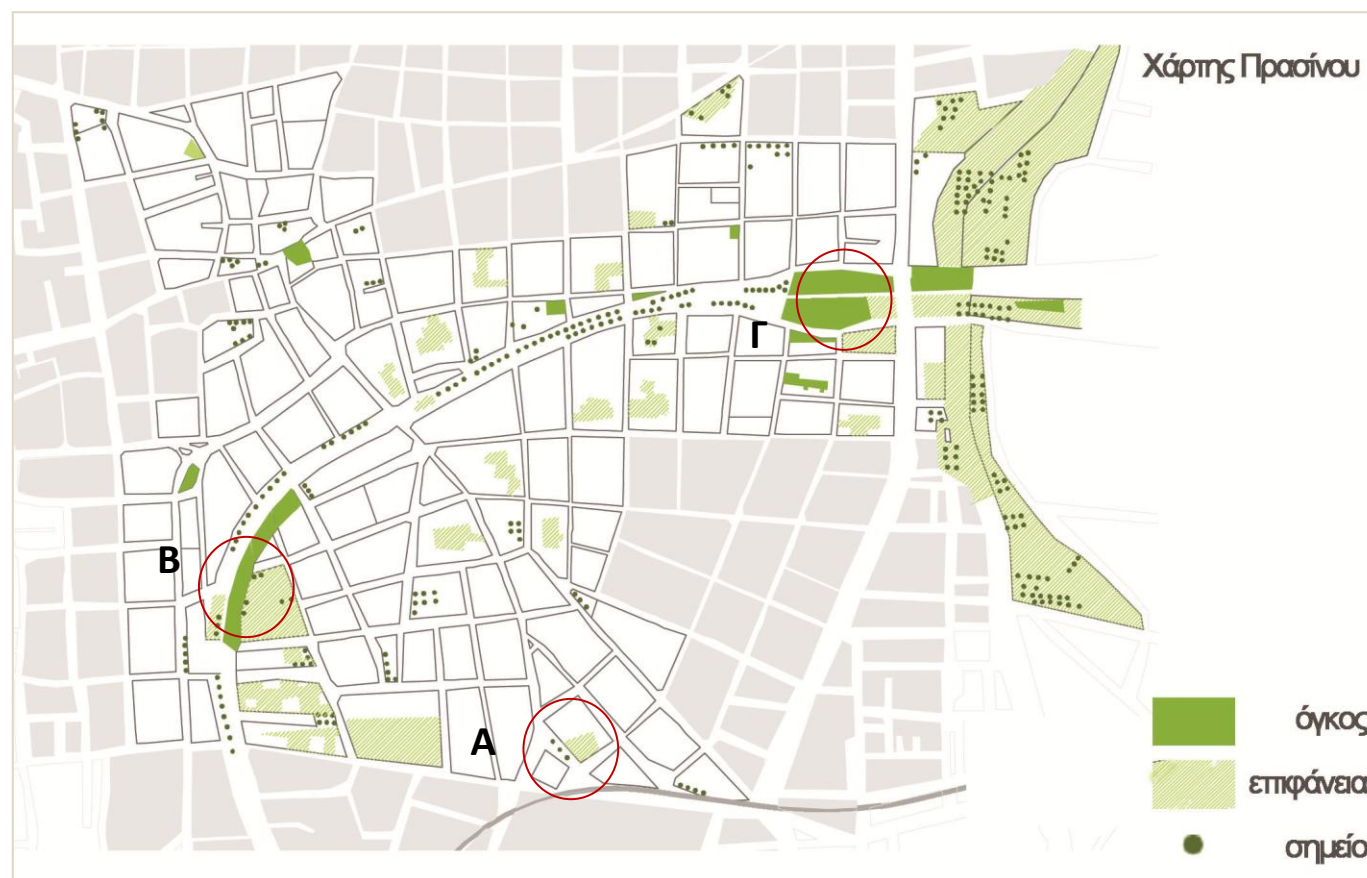 Χάρτης Πρασίνου
Γ
Β
Α
όγκος
επιφάνεια
σημείο